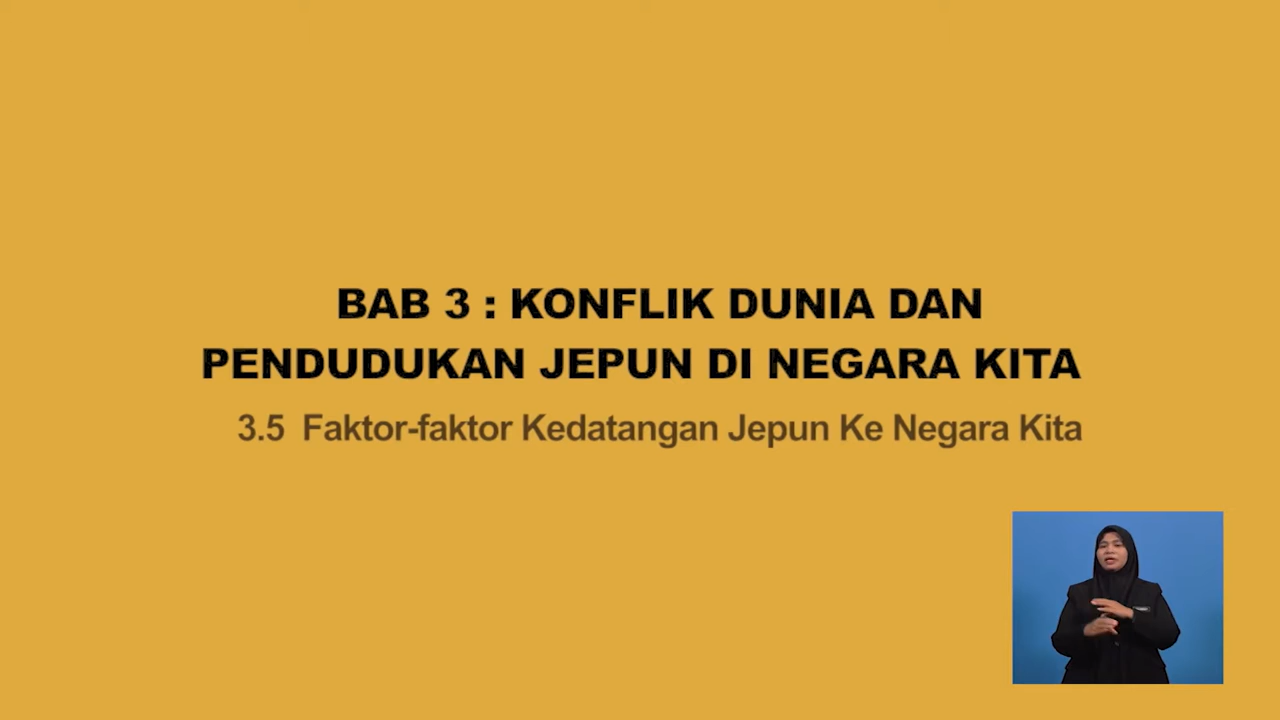 BAB 3 : KONFLIK DUNIA DAN
PENDUDUKAN JEPUN DI NEGARA KITA
3.5 Faktor-faktor Kedatangan Jepun Ke Negara Kita